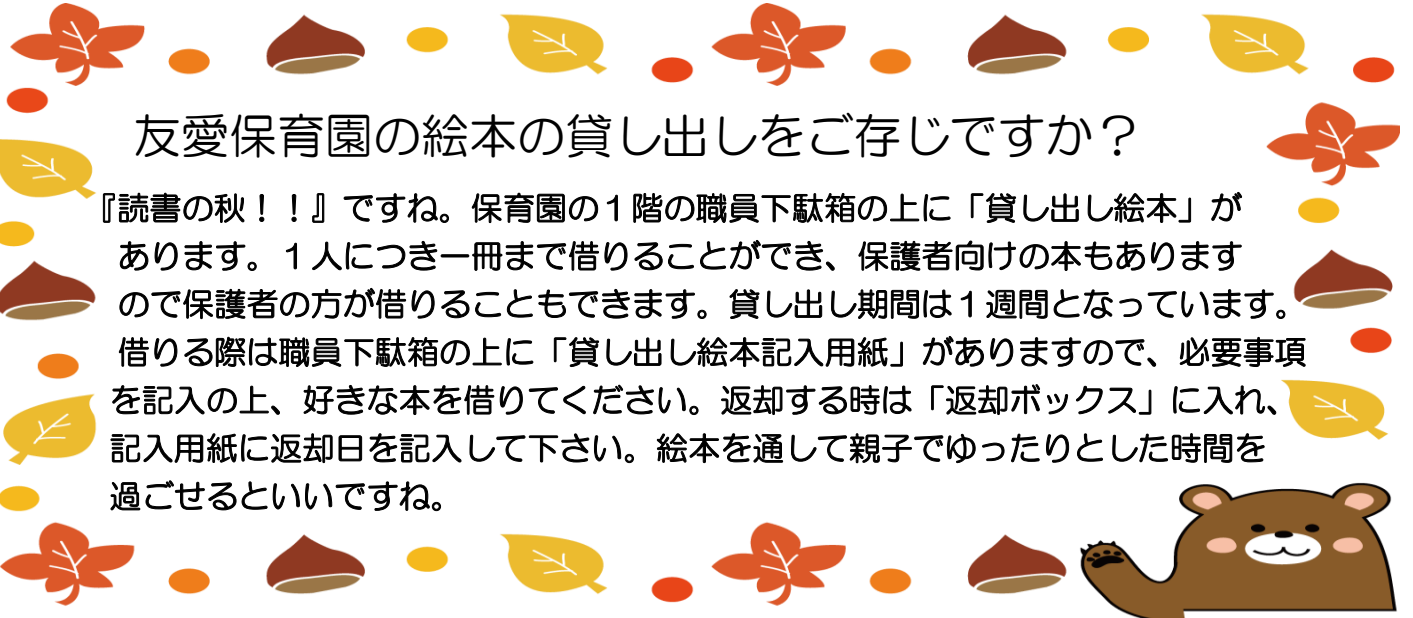 友愛保育園の絵本の貸し出しをご存じですか？
『読書の秋！！』ですね。保育園の１階の職員下駄箱の上に「貸し出し絵本」が
あります。１人につき一冊まで借りることができ、保護者向けの本もあります
ので保護者の方が借りることもできます。貸し出し期間は１週間となっています。
借りる際は職員下駄箱の上に「貸し出し絵本記入用紙」がありますので、必要事項
を記入の上、好きな本を借りてください。返却する時は「返却ボックス」に入れ、
記入用紙に返却日を記入して下さい。絵本を通して親子でゆったりとした時間を
過ごせるといいですね。